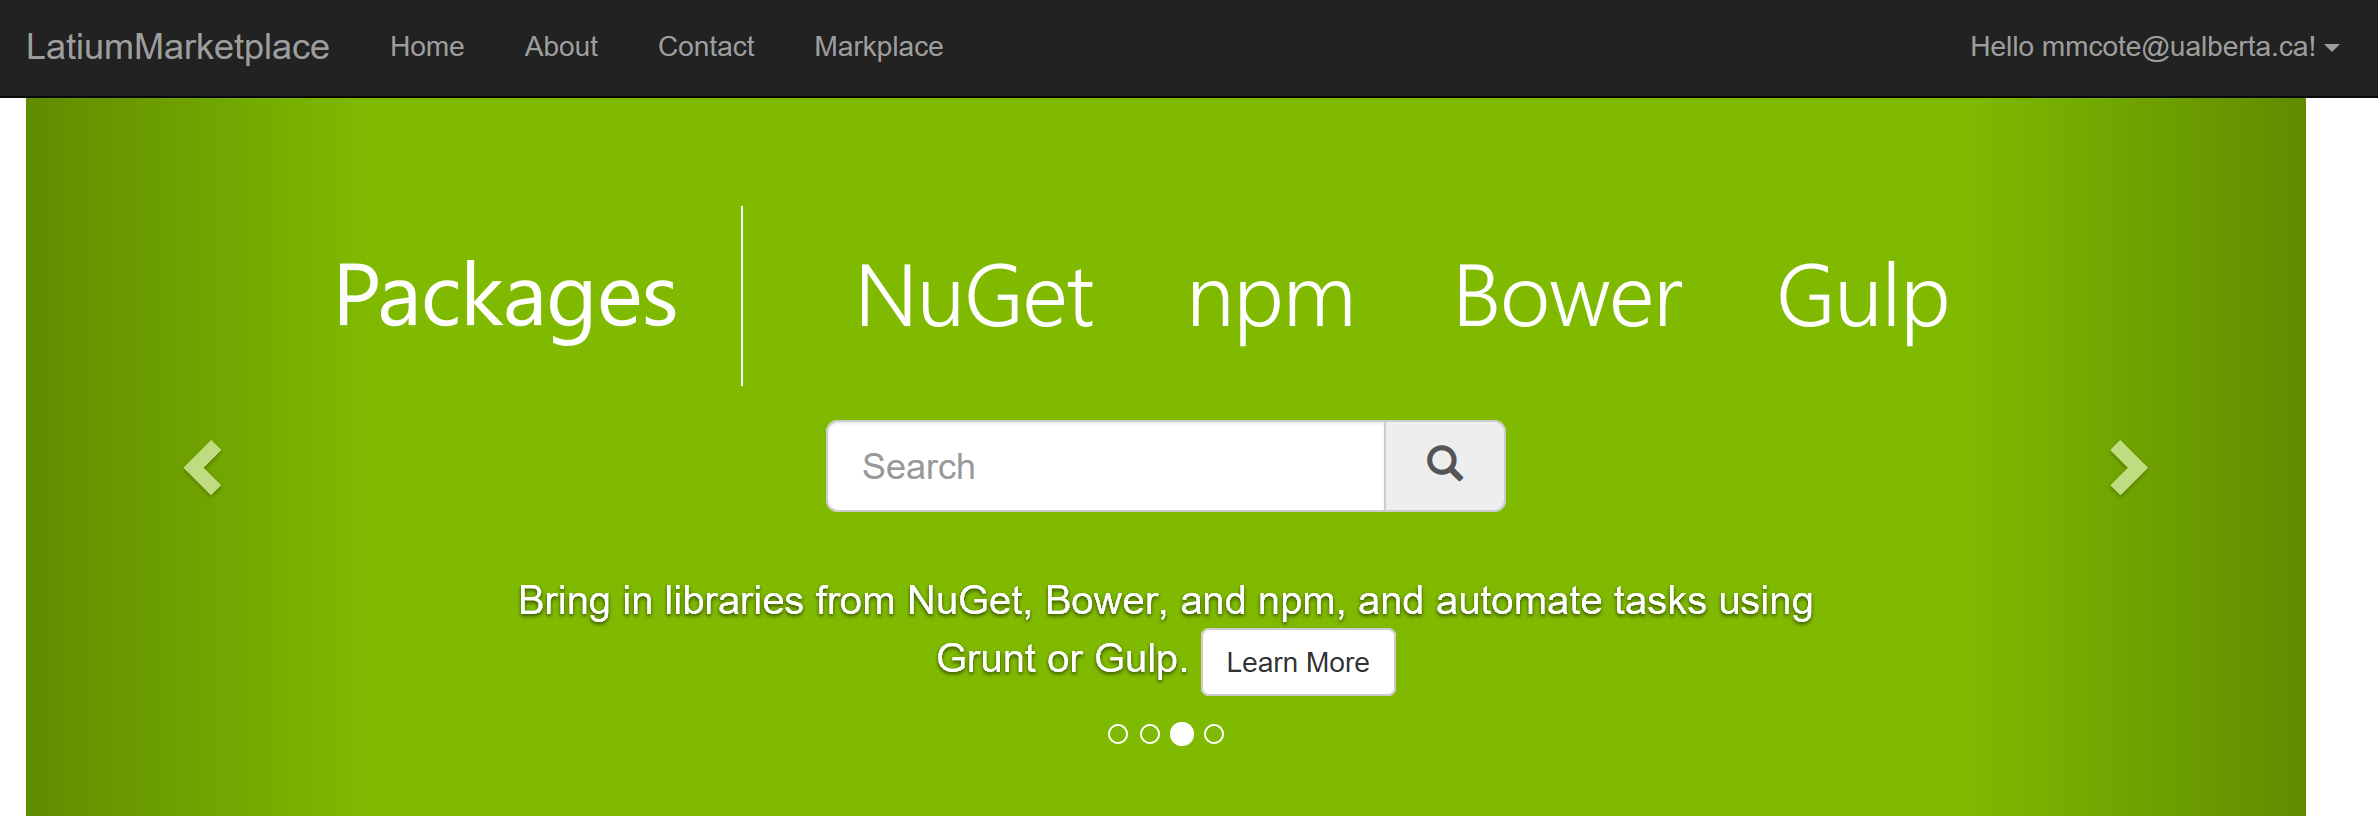 LatiumMarketplace Home About Contact Markplace Hello mmcote@ualberta.ca!
Packages NuGet npm Bower Gulp
Search
Bring in libraries from NuGet, Bower, and npm, and automate tasks using
Grunt or Gulp. Learn More